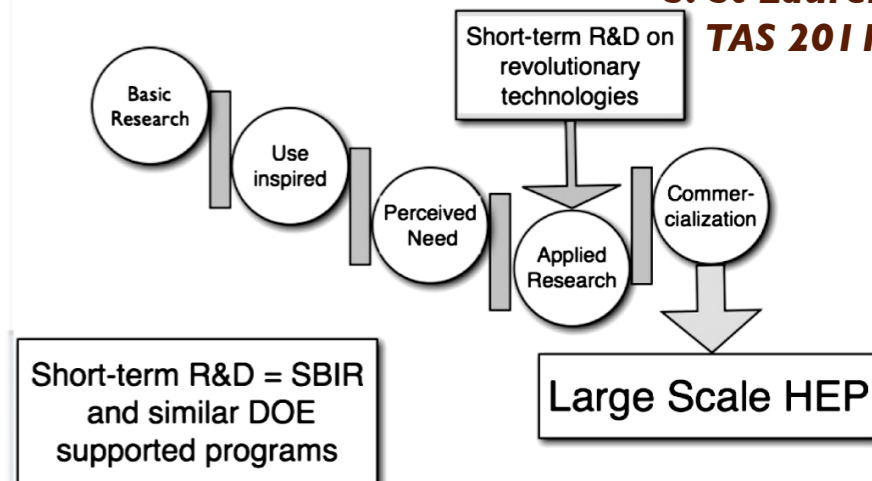 TAS 2011
Short-term R&D on
revolutionary
technologies
Basic
Research
Use
inspired
Perceived
Need
Applied
Research
Commer-
cialization
Short-term R&D = SBIR
and similar DOE
supported programs
Large Scale HEP